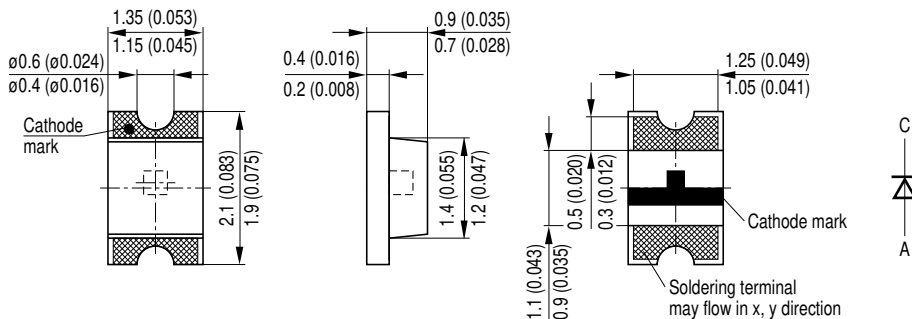 1.35 (0.053)
1.15 (0.045)
ø0.6 (ø0.024)
ø0.4 (ø0.016)
Cathode
mark
2.1 (0.083)
1.9 (0.075)
0.9 (0.035)
0.7 (0.028)
0.4 (0.016)
0.2 (0.008)
1.4 (0.055)
1.2 (0.047)
1.25 (0.049)
1.05 (0.041)
0.5 (0.020)
0.3 (0.012)
1.1 (0.043)
0.9 (0.035)
Cathode mark
Soldering terminal
may flow in x, y direction
C
A